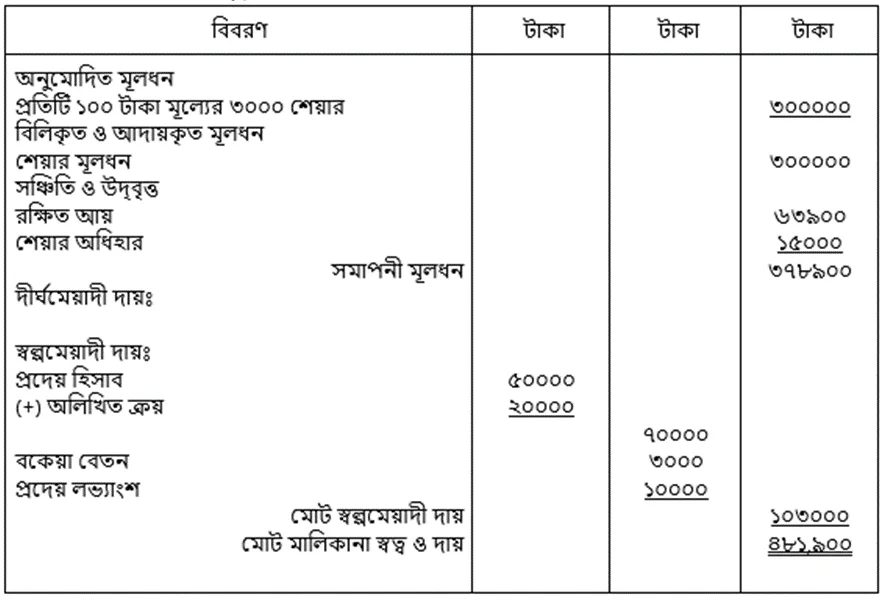 বিবরণ টাকা টাকা টাকা
অনুমোদিত মূলধন
প্রতিটি ১০০ টাকা মূল্যের ৩০০০ শেয়ার ৩০০০০০
বিলিকৃত ও আদায়কৃত মূলধন
শেয়ার মূলধন ৩০০০০০
সঞ্চিতি ও উদ্‌বৃত্ত
রক্ষিত আয় ৬৩৯০০
শেয়ার অধিহার ১৫০০০
সমাপনী মূলধন ৩৭৮৯০০
দীর্ঘমেয়াদী দায়ঃ
স্বল্পমেয়াদী দায়ঃ
প্রদেয় হিসাব ৫০০০০
(+) অলিখিত ক্রয় ২০০০০
৭০০০০
বকেয়া বেতন ৩০০০
প্রদেয় লভ্যাংশ ১০০০০
মোট স্বল্পমেয়াদী দায় ১০৩০০০
মোট মালিকানা স্বত্ব ও দায় ৪৮১,৯০০